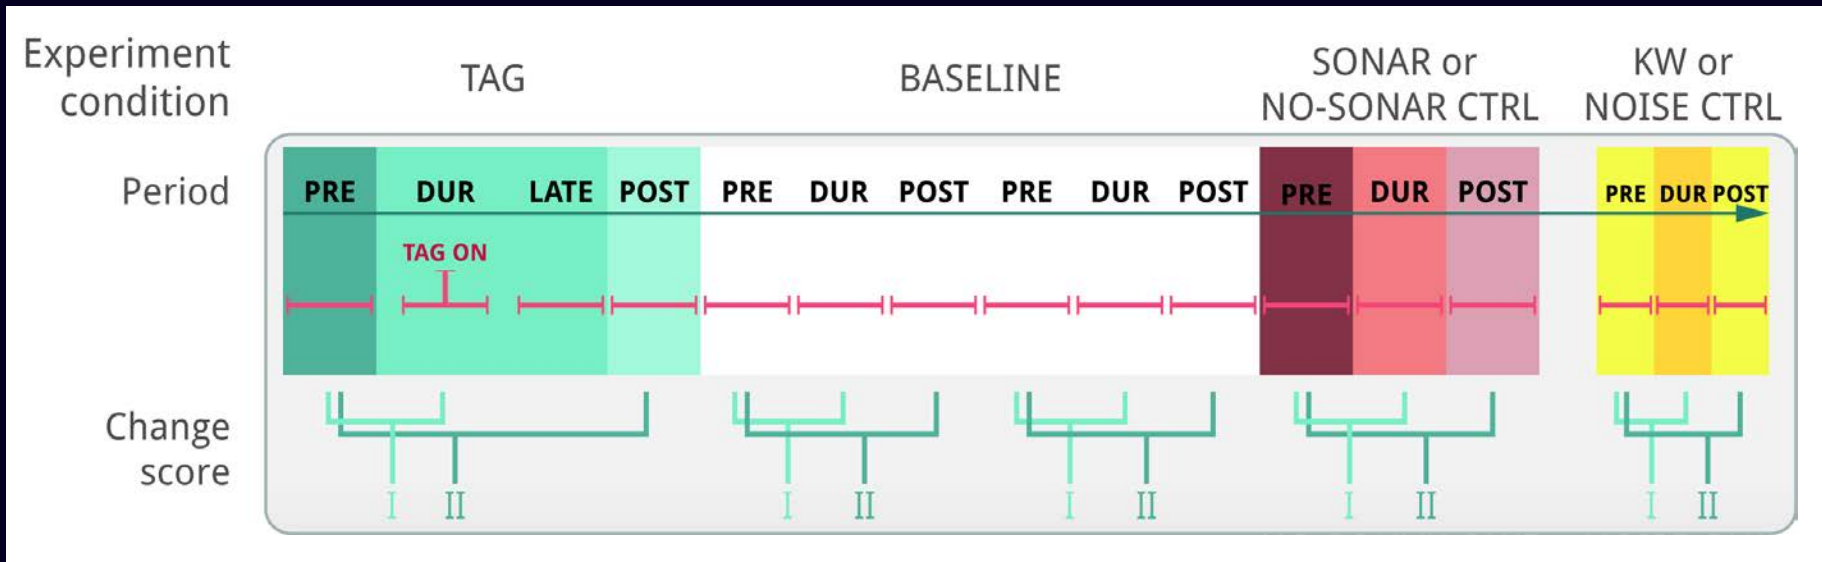 Experiment
condition
TAG
BASELINE
SONAR or
NO-SONAR CTRL
KW or
NOISE CTRL
Period
PRE DUR LATE POST PRE DUR POST PRE DUR POST PRE DUR POST PRE DUR POST
TAG ON
Change
score
I II I II I II I II I II